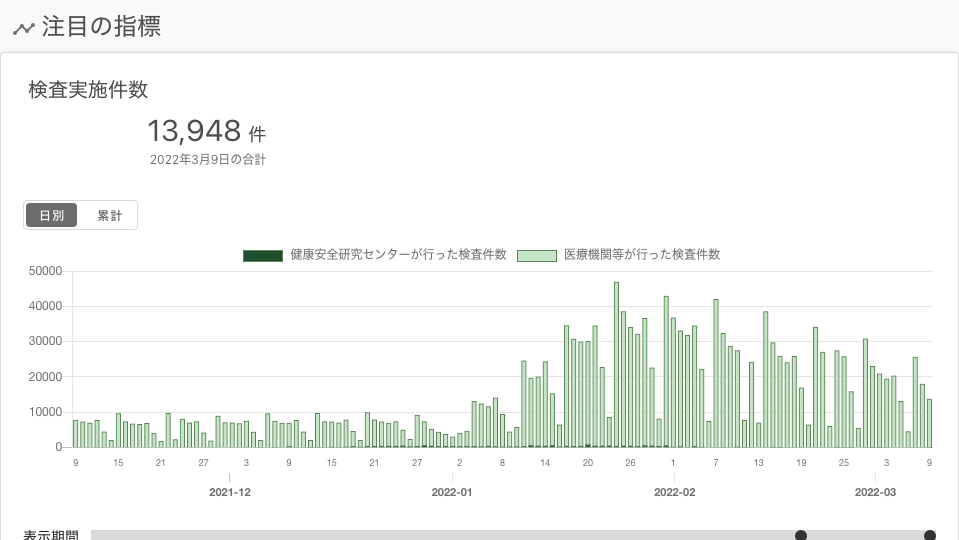 注目の指標
検査実施件数
13,948 件
2022年3月9日の合計
日別 累計
健康安全研究センターが行った検査件数 医療機関等が行った検査件数
50000
40000
30000
20000
10000
0
9 15 21 27 3 9 15 21 27 2 8 14 20 26 1 7 13 19 25 3 9
2021-12 2022-01 2022-02 2022-03
表示期間